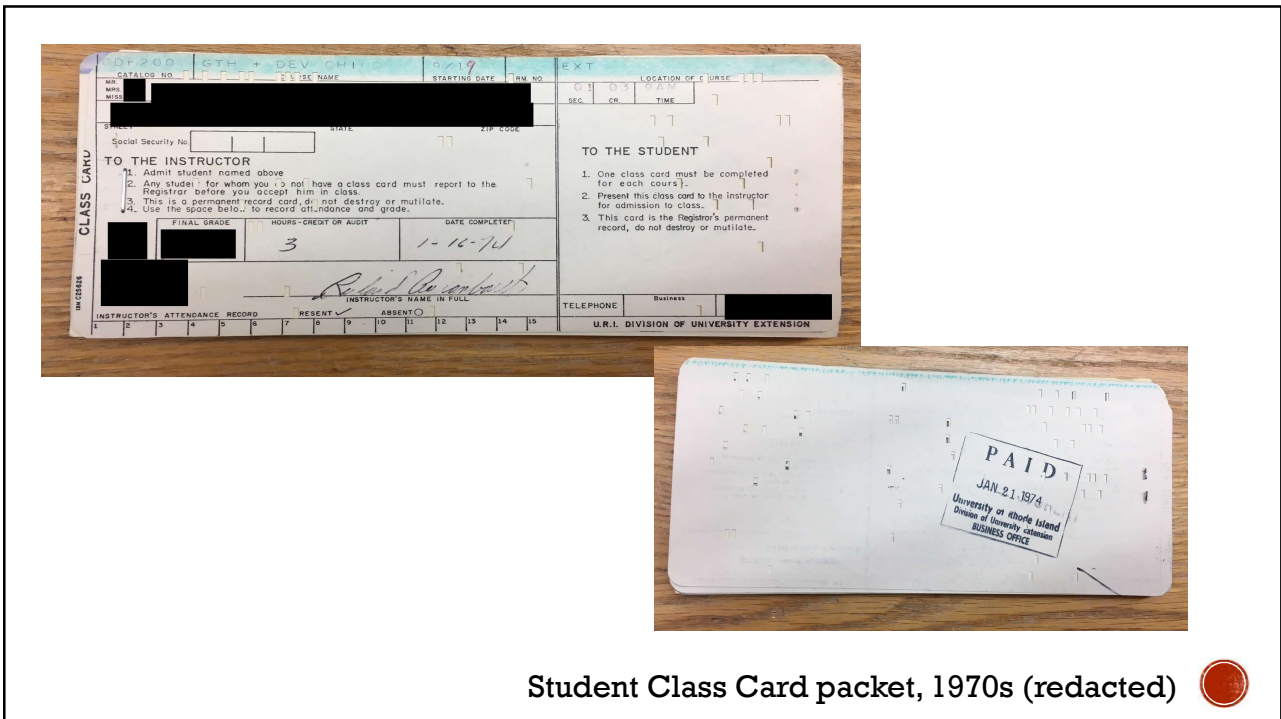 CDF200 GTH + DEV CHILD 9/19 EXT
CATALOG NO. COURSE NAME STARTING DATE RM. NO. LOCATION OF COURSE
MR.
MRS.
MISS
01 03 9AM
SEC. CR. TIME
STREET STATE ZIP CODE
Social Security No.
CLASS CARD
IBM C25626
TO THE INSTRUCTOR
1. Admit student named above
2. Any student for whom you do not have a class card must report to the
Registrar before you accept him in class.
3. This is a permanent record card, do not destroy or mutilate.
4. Use the space below to record attendance and grade.
FINAL GRADE HOURS-CREDIT OR AUDIT DATE COMPLETED
3 1-16-74
INSTRUCTOR'S NAME IN FULL
INSTRUCTOR'S ATTENDANCE RECORD PRESENT ✓ ABSENT ○
1 2 3 4 5 6 7 8 9 10 11 12 13 14 15
TO THE STUDENT
1. One class card must be completed
for each course.
2. Present this class card to the instructor
for admission to class.
3. This card is the Registrar's permanent
record, do not destroy or mutilate.
TELEPHONE Business
U.R.I. DIVISION OF UNIVERSITY EXTENSION
PAID
JAN 21 1974
University of Rhode Island
Division of University Extension
BUSINESS OFFICE
Student Class Card packet, 1970s (redacted)